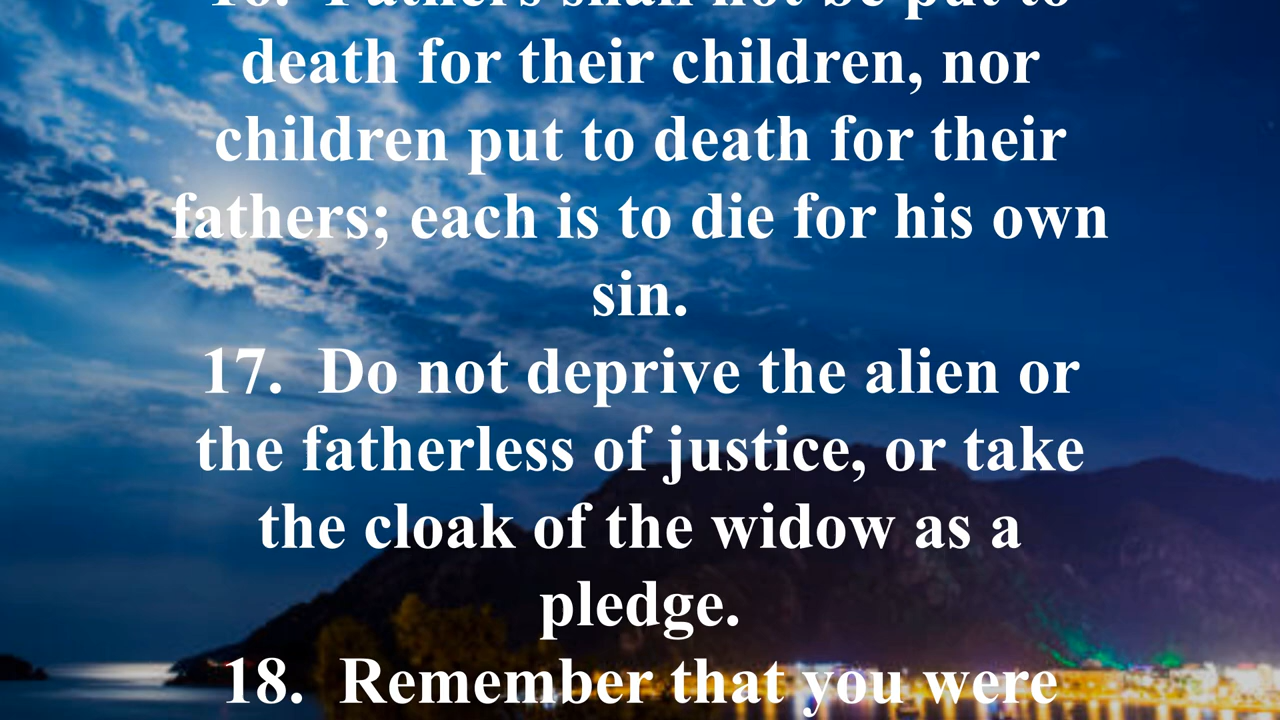 16.  Fathers shall not be put to
death for their children, nor
children put to death for their
fathers; each is to die for his own
sin.
17.  Do not deprive the alien or
the fatherless of justice, or take
the cloak of the widow as a
pledge.
18.  Remember that you were